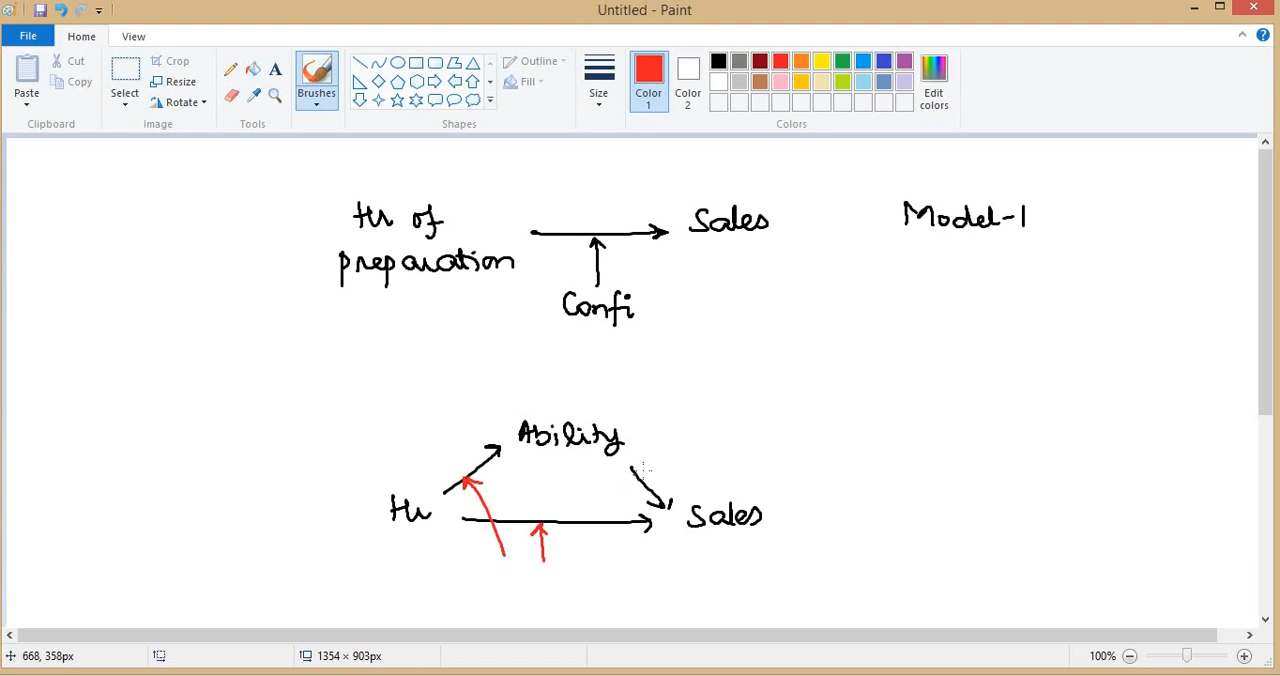 Untitled - Paint
File Home View
Paste
Cut
Copy
Clipboard
Select
Crop
Resize
Rotate
Image
A
Tools
Brushes
Outline
Fill
Shapes
Size
Color 1
Color 2
Edit colors
Colors
Hr of
preparation
Sales
Model-1
Confi
Ability
Hr
Sales
668, 358px
1354 × 903px
100%